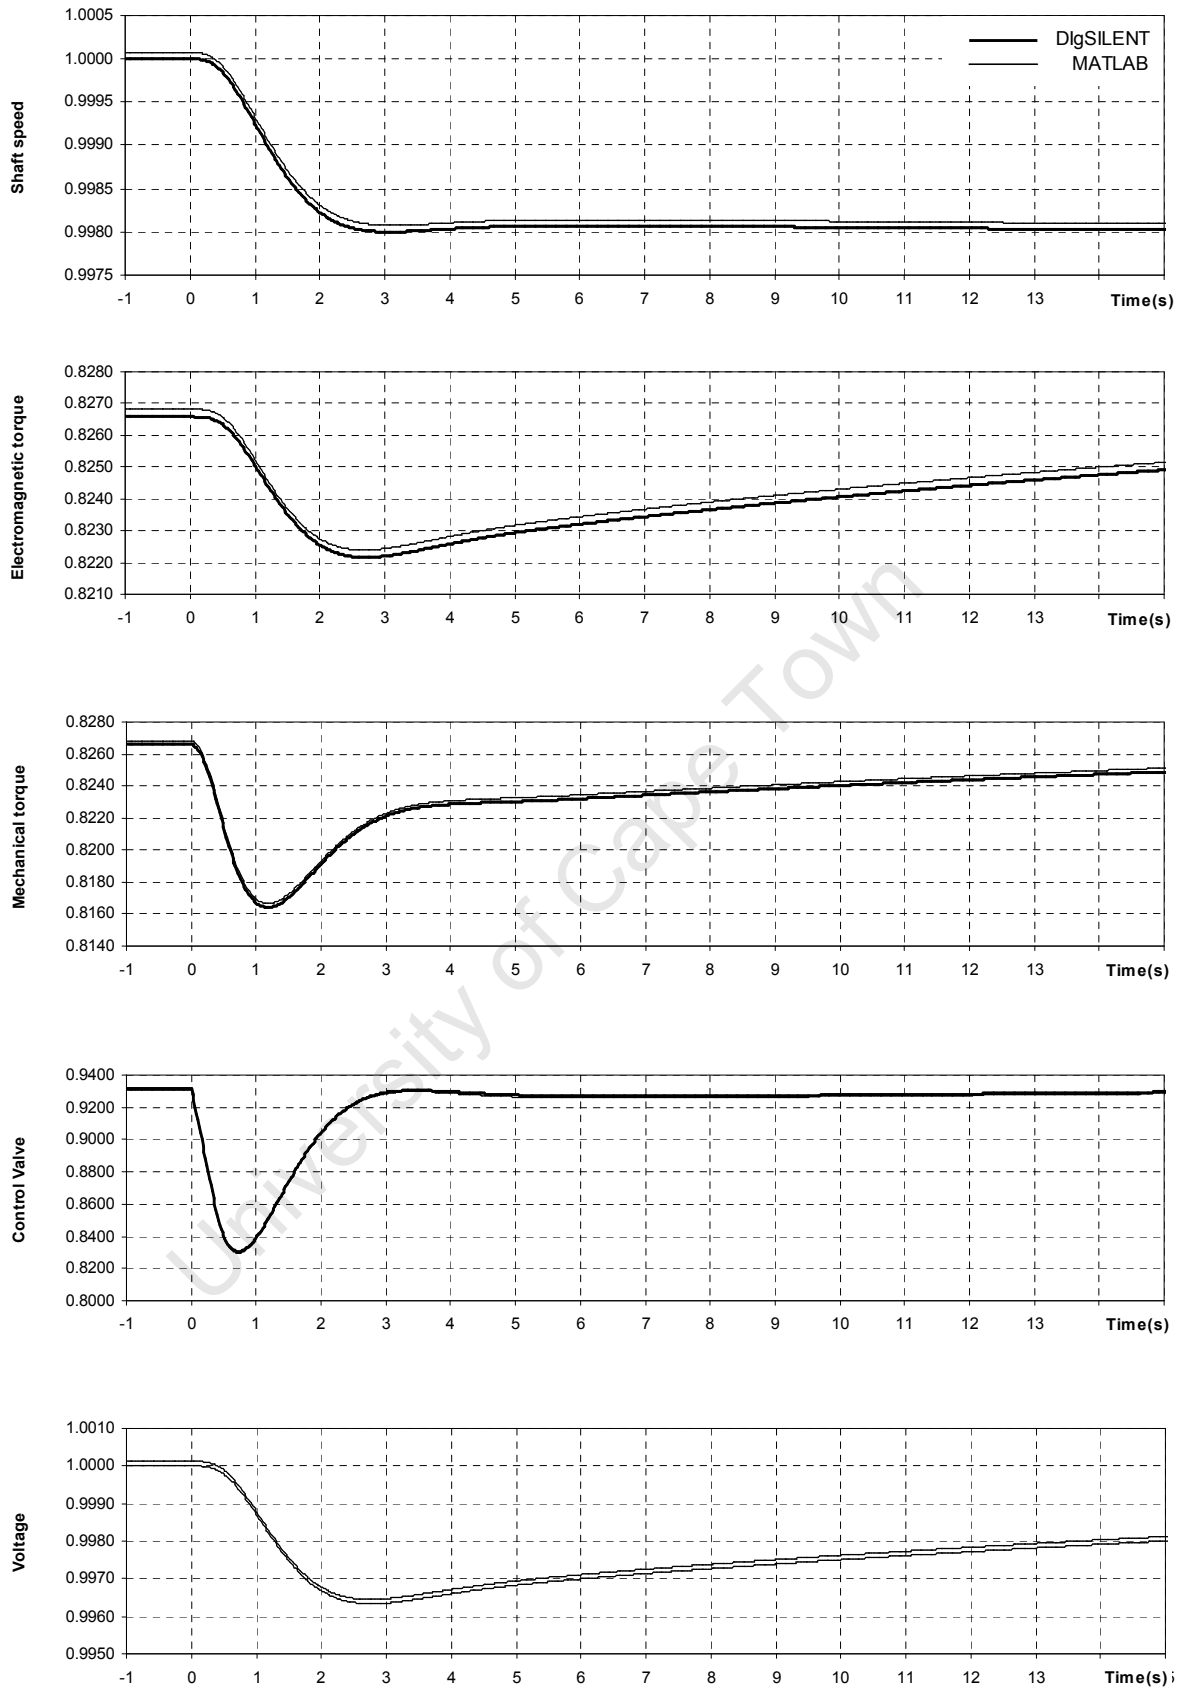 1.0005
1.0000
0.9995
0.9990
0.9985
0.9980
0.9975
Shaft speed
DIgSILENT
MATLAB
-1 0 1 2 3 4 5 6 7 8 9 10 11 12 13 Time(s)
0.8280
0.8270
0.8260
0.8250
0.8240
0.8230
0.8220
0.8210
Electromagnetic torque
-1 0 1 2 3 4 5 6 7 8 9 10 11 12 13 Time(s)
0.8280
0.8260
0.8240
0.8220
0.8200
0.8180
0.8160
0.8140
Mechanical torque
-1 0 1 2 3 4 5 6 7 8 9 10 11 12 13 Time(s)
0.9400
0.9200
0.9000
0.8800
0.8600
0.8400
0.8200
0.8000
Control Valve
-1 0 1 2 3 4 5 6 7 8 9 10 11 12 13 Time(s)
1.0010
1.0000
0.9990
0.9980
0.9970
0.9960
0.9950
Voltage
-1 0 1 2 3 4 5 6 7 8 9 10 11 12 13 Time(s)
University of Cape Town